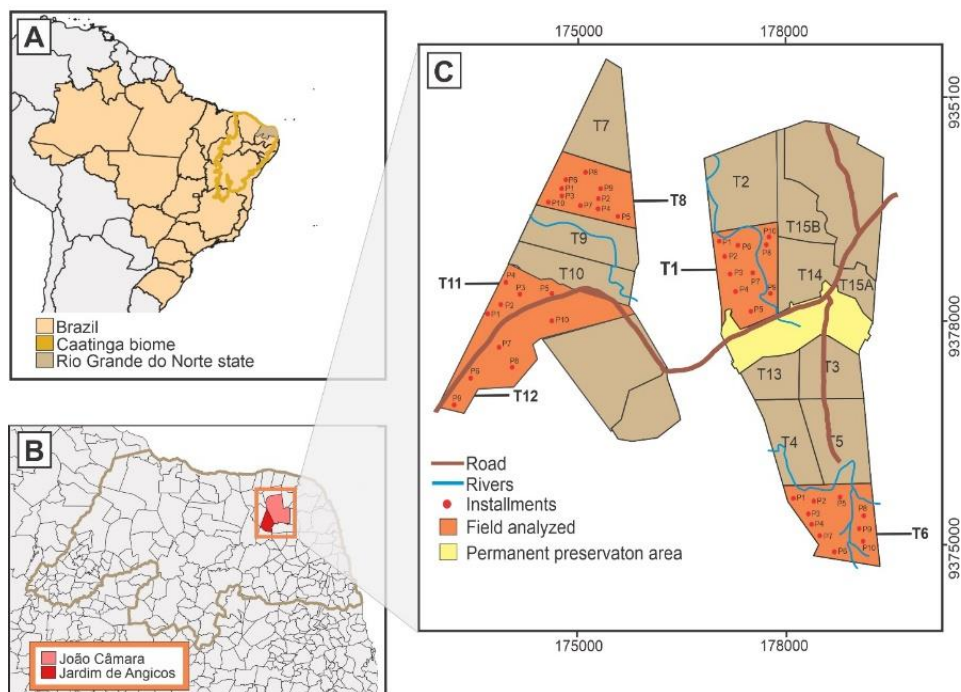 A
Brazil
Caatinga biome
Rio Grande do Norte state
B
João Câmara
Jardim de Angicos
C
175000
178000
935100
9378000
9375000
175000
178000
T7
P6
P5
P1
P9
P3
P2
P10
P7
P4
P8
T9
T11
T10
P4
P3
P5
P2
P1
P10
P7
P8
P6
P9
T12
T2
T15B
P10
P1
P6
P8
P2
T1
P3
P7
P4
P9
P5
T14
T15A
T13
T3
T4
T5
P1
P2
P5
P3
P8
P4
P9
P7
P10
P6
T6
T8
Road
Rivers
Installments
Field analyzed
Permanent preservaton area